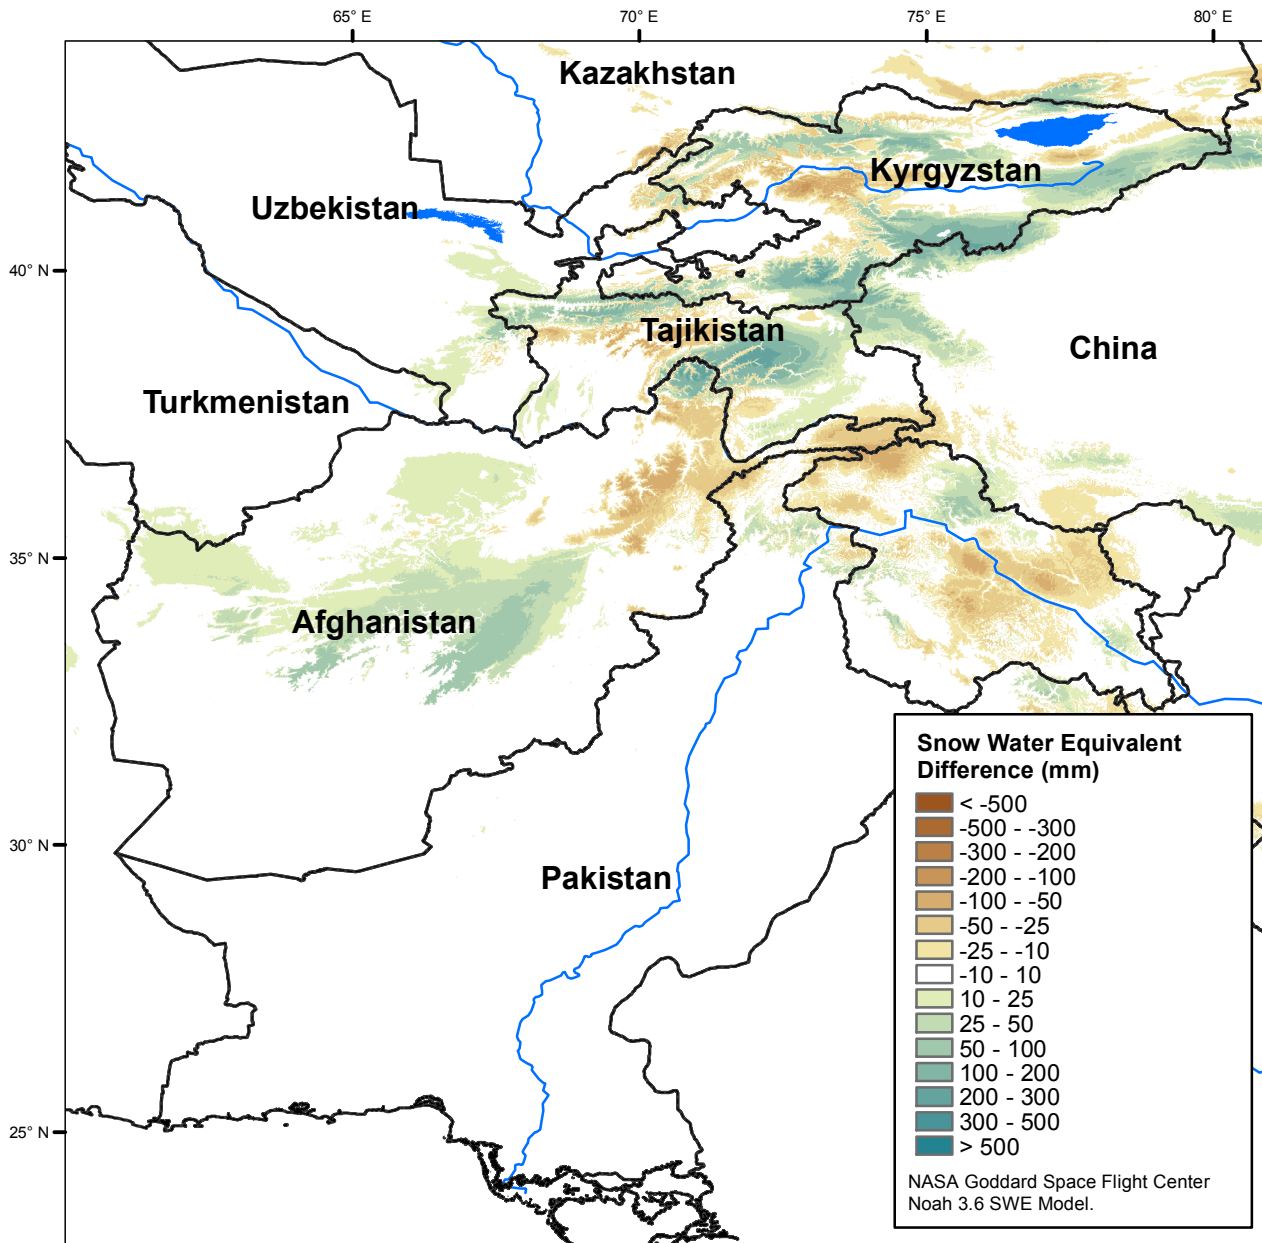 65° E
70° E
75° E
80° E
Kazakhstan
Kyrgyzstan
Uzbekistan
40° N
Tajikistan
China
Turkmenistan
35° N
Afghanistan
Snow Water Equivalent
Difference (mm)
< -500
-500 - -300
-300 - -200
-200 - -100
-100 - -50
-50 - -25
-25 - -10
-10 - 10
10 - 25
25 - 50
50 - 100
100 - 200
200 - 300
300 - 500
> 500
NASA Goddard Space Flight Center
Noah 3.6 SWE Model.
30° N
Pakistan
25° N